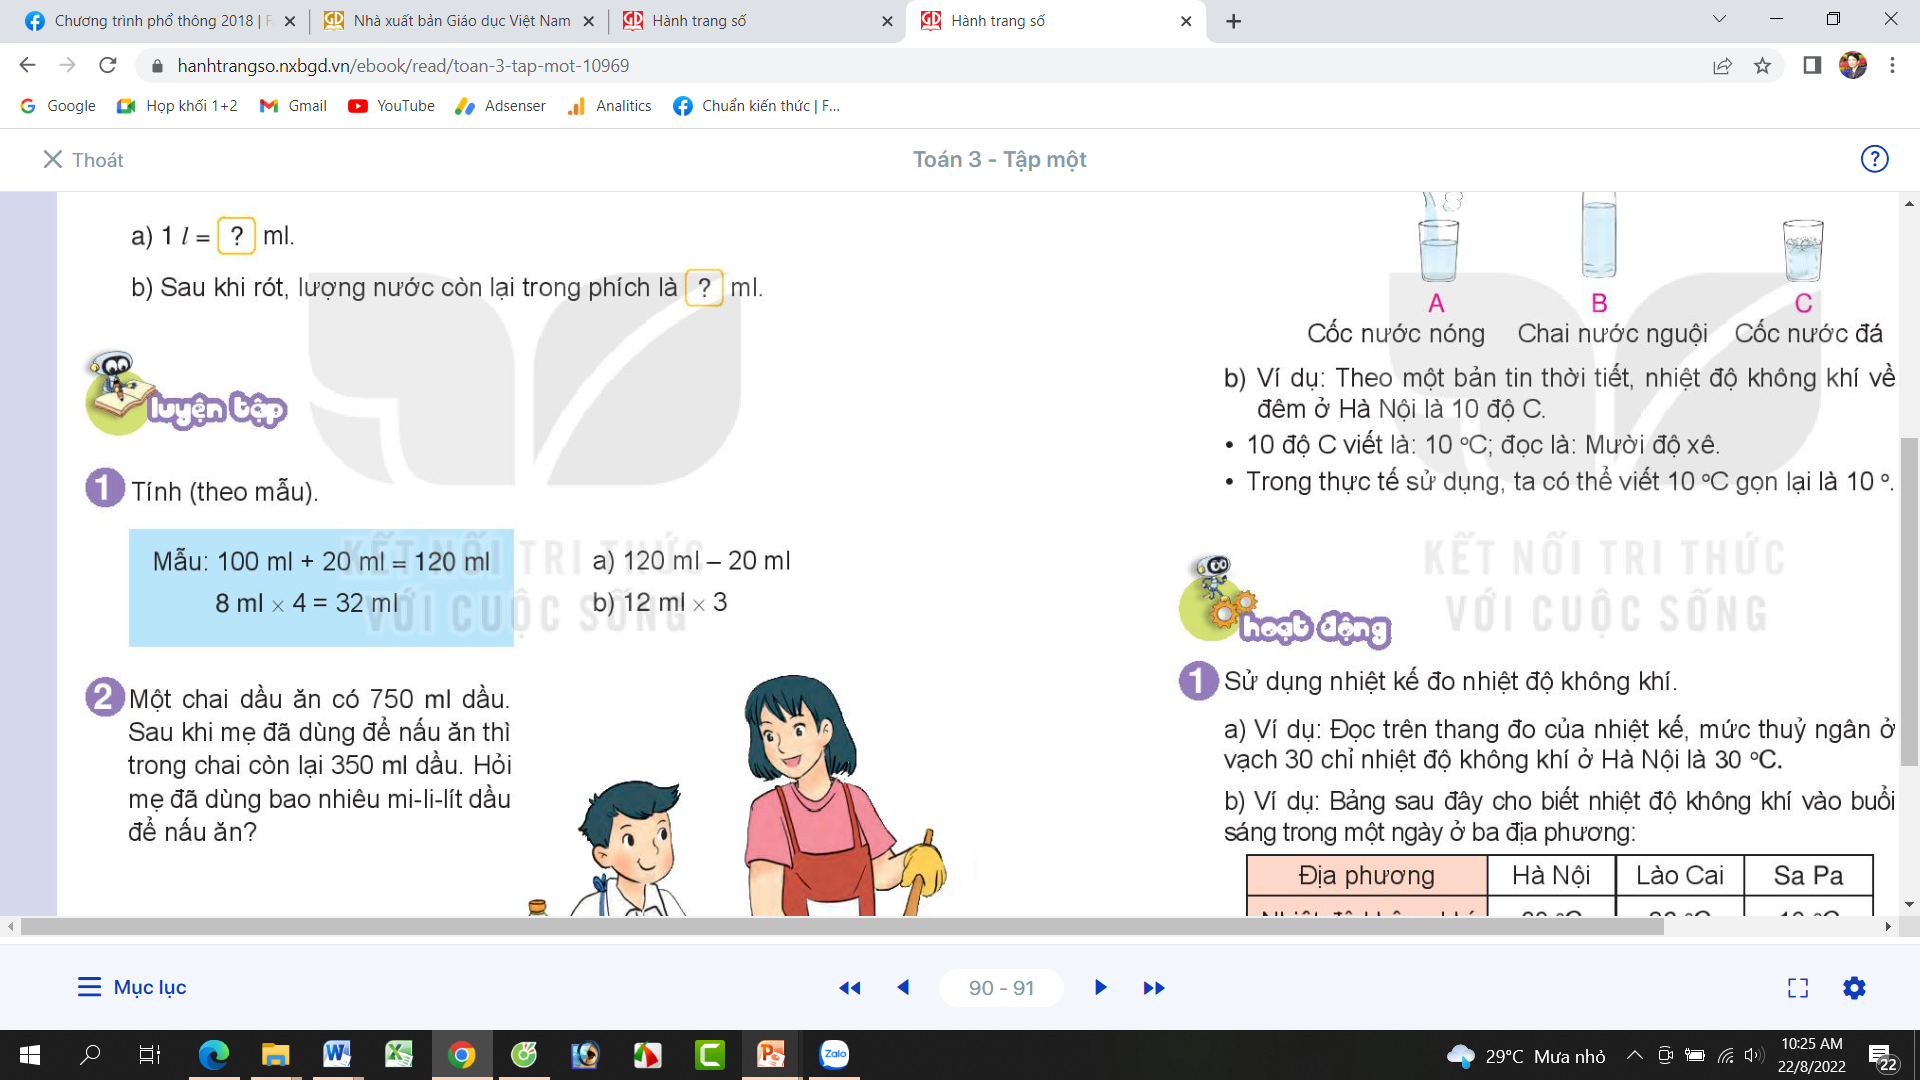 Chương trình phổ thông 2018 | F
Nhà xuất bản Giáo dục Việt Nam
Hành trang số
Hành trang số
hanhtrangso.nxbgd.vn/ebook/read/toan-3-tap-mot-10969
Google
Họp khối 1+2
Gmail
YouTube
Adsenser
Analitics
Chuẩn kiến thức | F...
Thoát
Toán 3 - Tập một
?
a) 1 l = ? ml.
b) Sau khi rót, lượng nước còn lại trong phích là ? ml.
luyện tập
1 Tính (theo mẫu).
Mẫu: 100 ml + 20 ml = 120 ml
8 ml × 4 = 32 ml
a) 120 ml – 20 ml
b) 12 ml × 3
KẾT NỐI TRI THỨC
VỚI CUỘC SỐNG
2 Một chai dầu ăn có 750 ml dầu.
Sau khi mẹ đã dùng để nấu ăn thì
trong chai còn lại 350 ml dầu. Hỏi
mẹ đã dùng bao nhiêu mi-li-lít dầu
để nấu ăn?
A
B
C
Cốc nước nóng
Chai nước nguội
Cốc nước đá
b) Ví dụ: Theo một bản tin thời tiết, nhiệt độ không khí về
đêm ở Hà Nội là 10 độ C.
• 10 độ C viết là: 10 °C; đọc là: Mười độ xê.
• Trong thực tế sử dụng, ta có thể viết 10 °C gọn lại là 10 °.
KẾT NỐI TRI THỨC
VỚI CUỘC SỐNG
hoạt động
1 Sử dụng nhiệt kế đo nhiệt độ không khí.
a) Ví dụ: Đọc trên thang đo của nhiệt kế, mức thuỷ ngân ở
vạch 30 chỉ nhiệt độ không khí ở Hà Nội là 30 °C.
b) Ví dụ: Bảng sau đây cho biết nhiệt độ không khí vào buổi
sáng trong một ngày ở ba địa phương:
Địa phương
Hà Nội
Lào Cai
Sa Pa
Mục lục
90 - 91
Zalo
29°C Mưa nhỏ
10:25 AM
22/8/2022
22